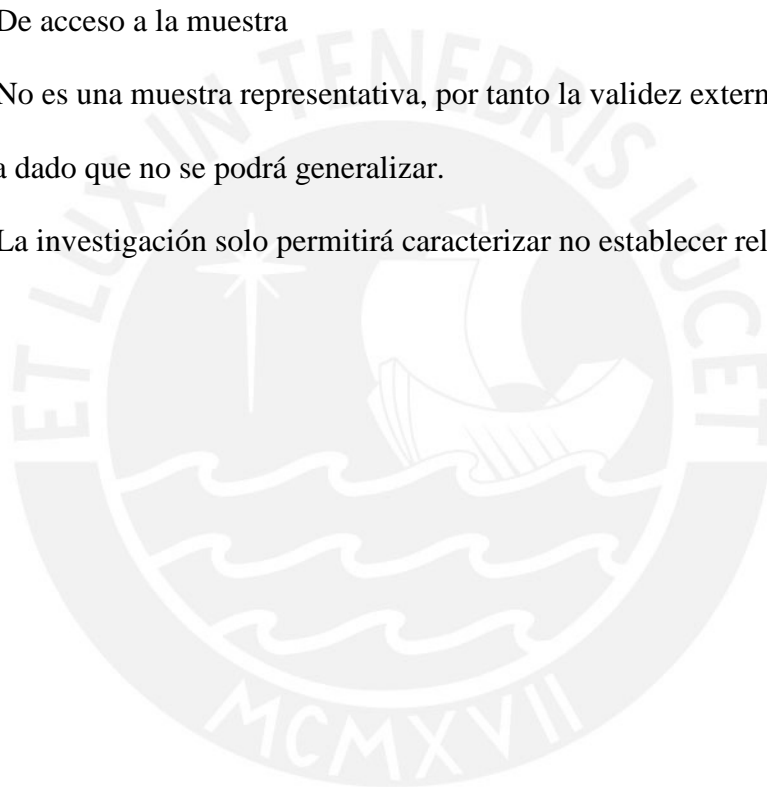 De acceso a la muestra
No es una muestra representativa, por tanto la validez extern
a dado que no se podrá generalizar.
La investigación solo permitirá caracterizar no establecer rel
ET LUX IN TENEBRIS LUCET
MCMXVII